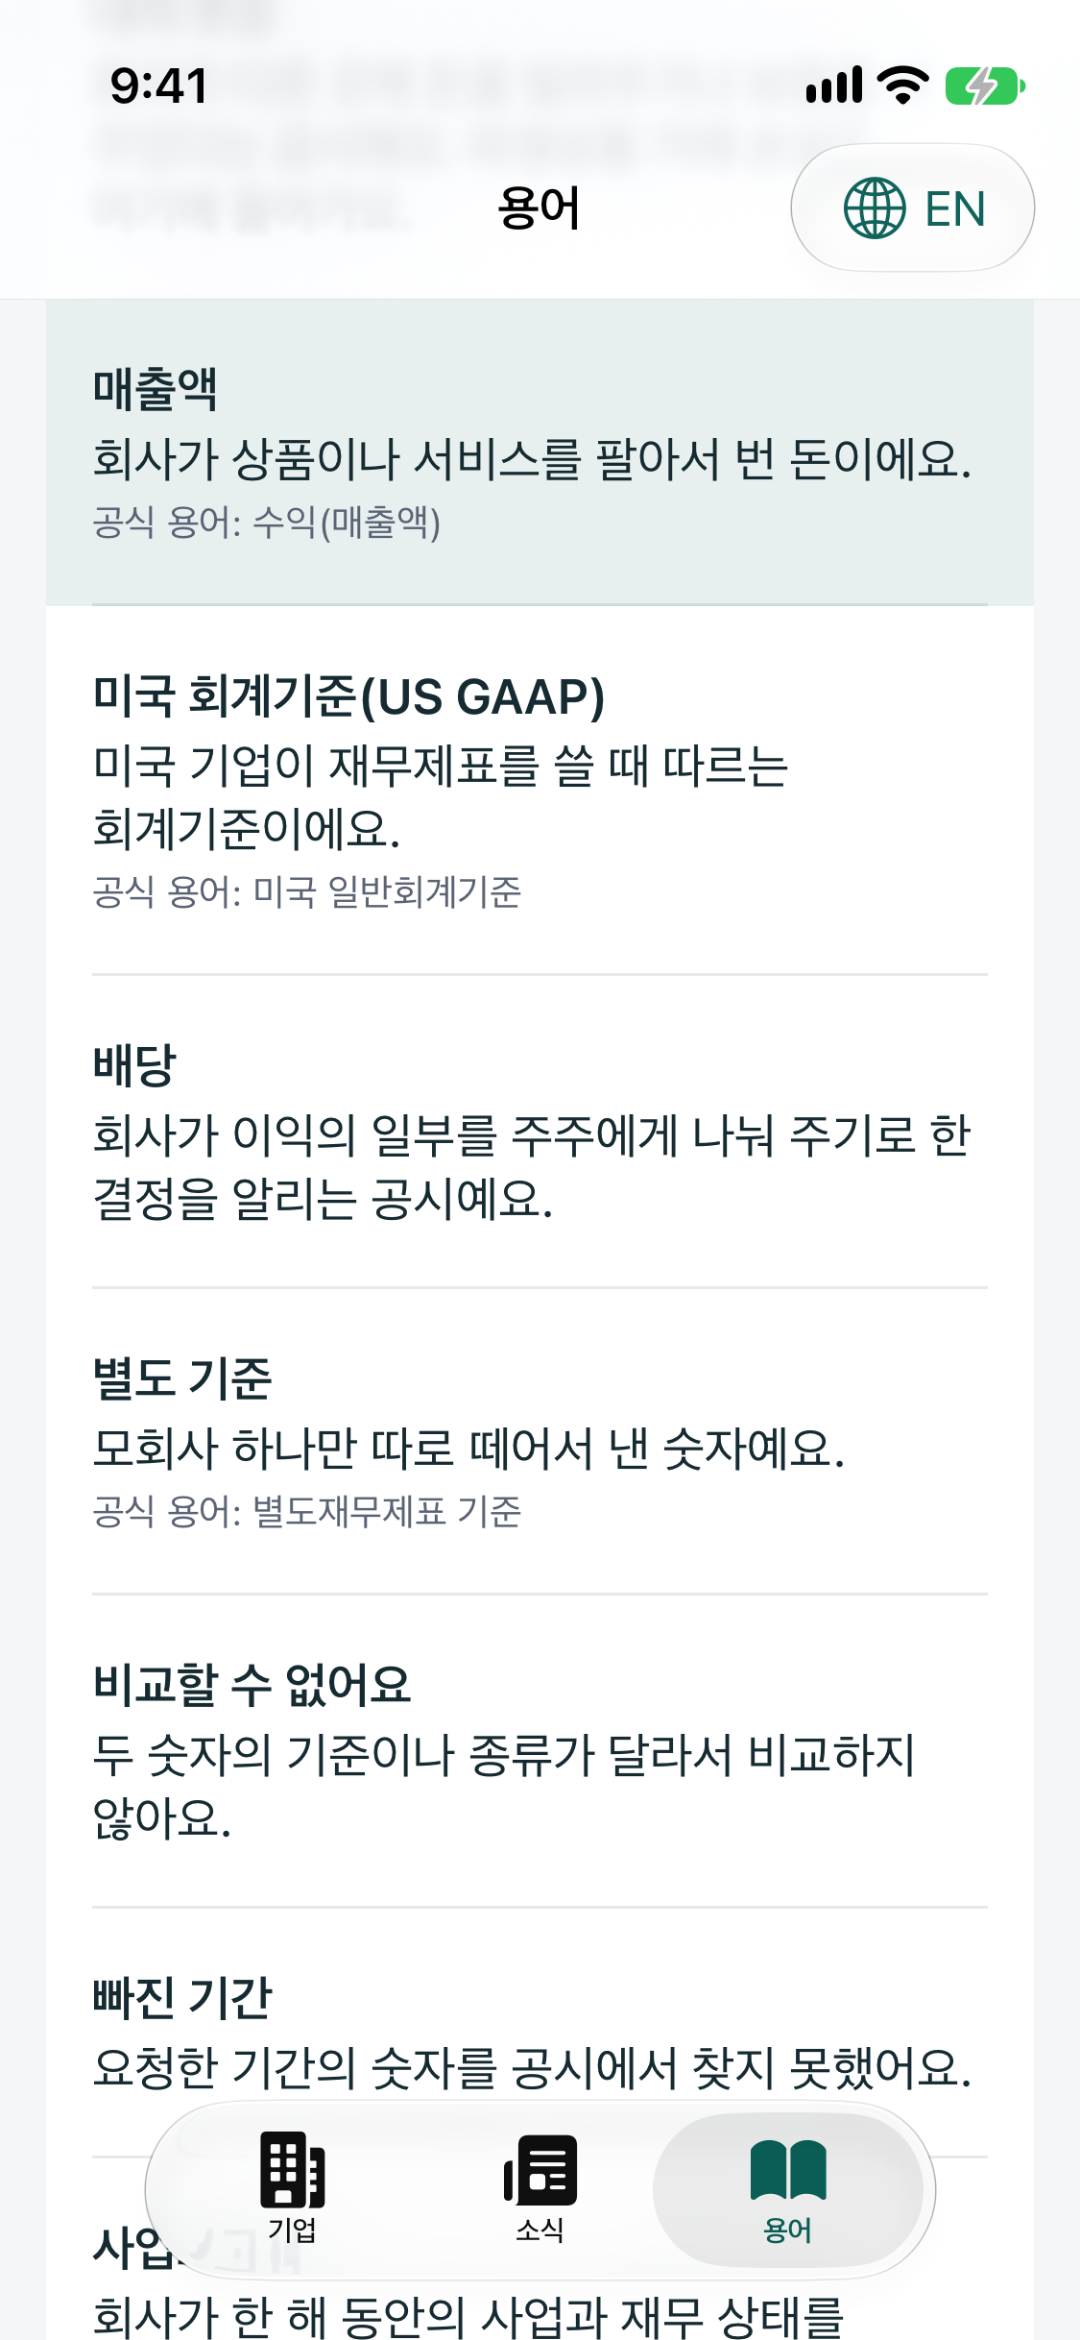 9:41
용어
EN
매출액
회사가 상품이나 서비스를 팔아서 번 돈이에요.
공식 용어: 수익(매출액)
미국 회계기준(US GAAP)
미국 기업이 재무제표를 쓸 때 따르는
회계기준이에요.
공식 용어: 미국 일반회계기준
배당
회사가 이익의 일부를 주주에게 나눠 주기로 한
결정을 알리는 공시예요.
별도 기준
모회사 하나만 따로 떼어서 낸 숫자예요.
공식 용어: 별도재무제표 기준
비교할 수 없어요
두 숫자의 기준이나 종류가 달라서 비교하지
않아요.
빠진 기간
요청한 기간의 숫자를 공시에서 찾지 못했어요.
기업
소식
용어
회사가 한 해 동안의 사업과 재무 상태를